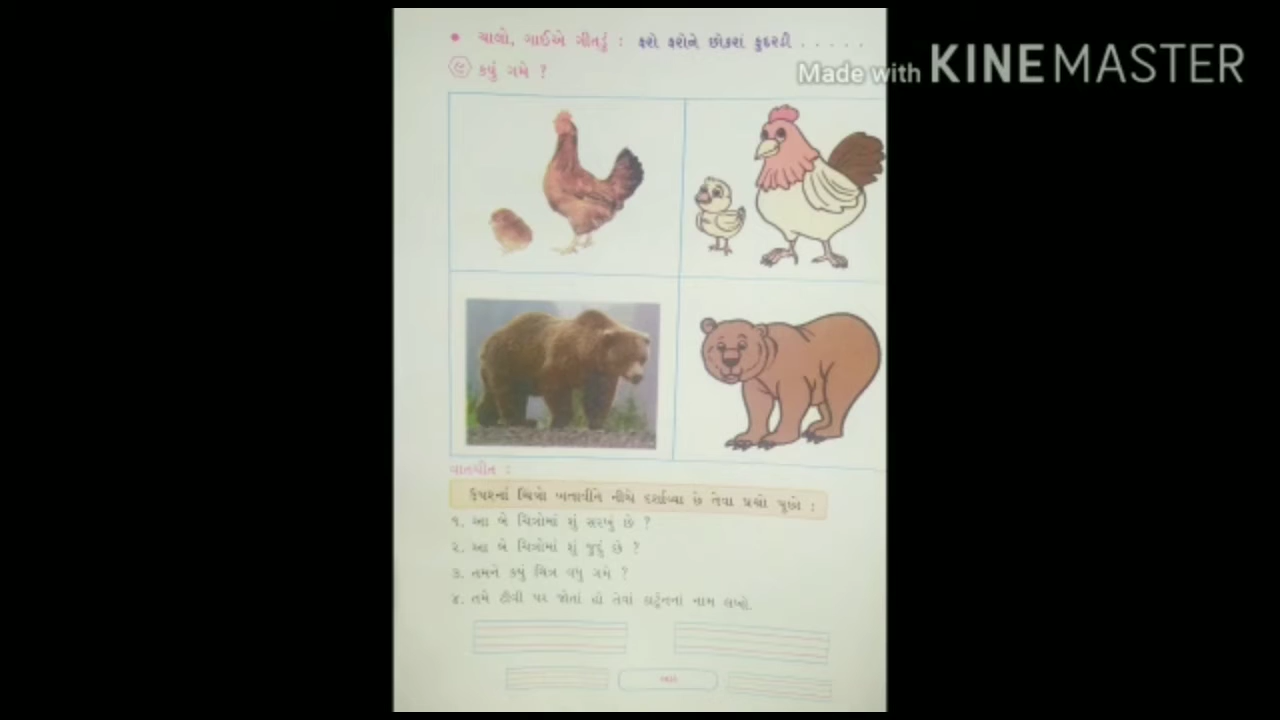 • ચાલો, ગાઈએ ગીતડું : ફરો ફરોને છોકરાં ફુદરડી . . . . .
Made with KINEMASTER
૯ કયું ગમે ?
વાતચીત :
ઉપરનાં ચિત્રો બતાવીને નીચે દર્શાવ્યા છે તેવા પ્રશ્નો પૂછો :
૧. આ બે ચિત્રોમાં શું સરખું છે ?
૨. આ બે ચિત્રોમાં શું જુદું છે ?
૩. તમને કયું ચિત્ર વધુ ગમે ?
૪. તમે ટીવી પર જોતાં હો તેવાં કાર્ટૂનનાં નામ લખો.